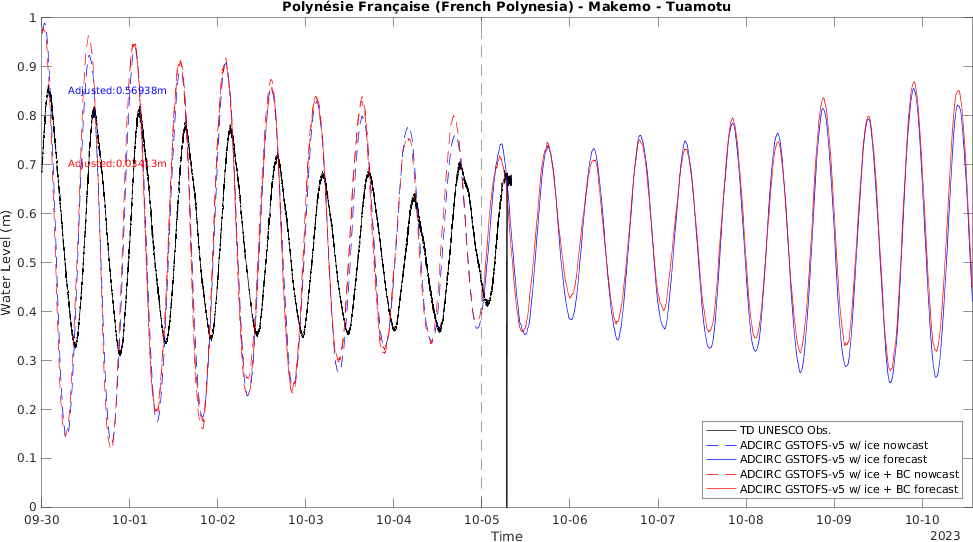 Polynésie Française (French Polynesia) - Makemo - Tuamotu
1
0.9
0.8
0.7
0.6
0.5
0.4
0.3
0.2
0.1
0
Water Level (m)
Adjusted:0.56938m
Adjusted:0.03413m
TD UNESCO Obs.
ADCIRC GSTOFS-v5 w/ ice nowcast
ADCIRC GSTOFS-v5 w/ ice forecast
ADCIRC GSTOFS-v5 w/ ice + BC nowcast
ADCIRC GSTOFS-v5 w/ ice + BC forecast
09-30 10-01 10-02 10-03 10-04 10-05 10-06 10-07 10-08 10-09 10-10
Time
2023